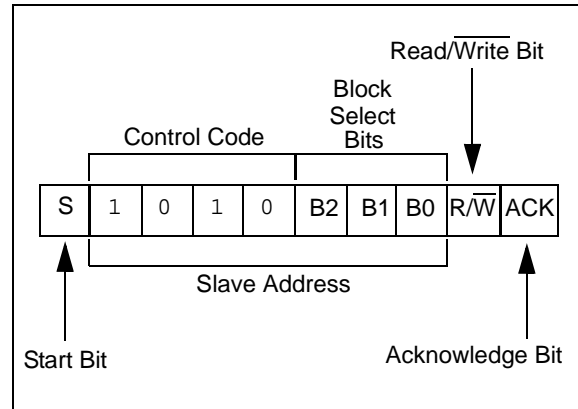 Read/Write Bit
Block
Select
Bits
Control Code
S 1 0 1 0 B2 B1 B0 R/W ACK
Slave Address
Start Bit
Acknowledge Bit